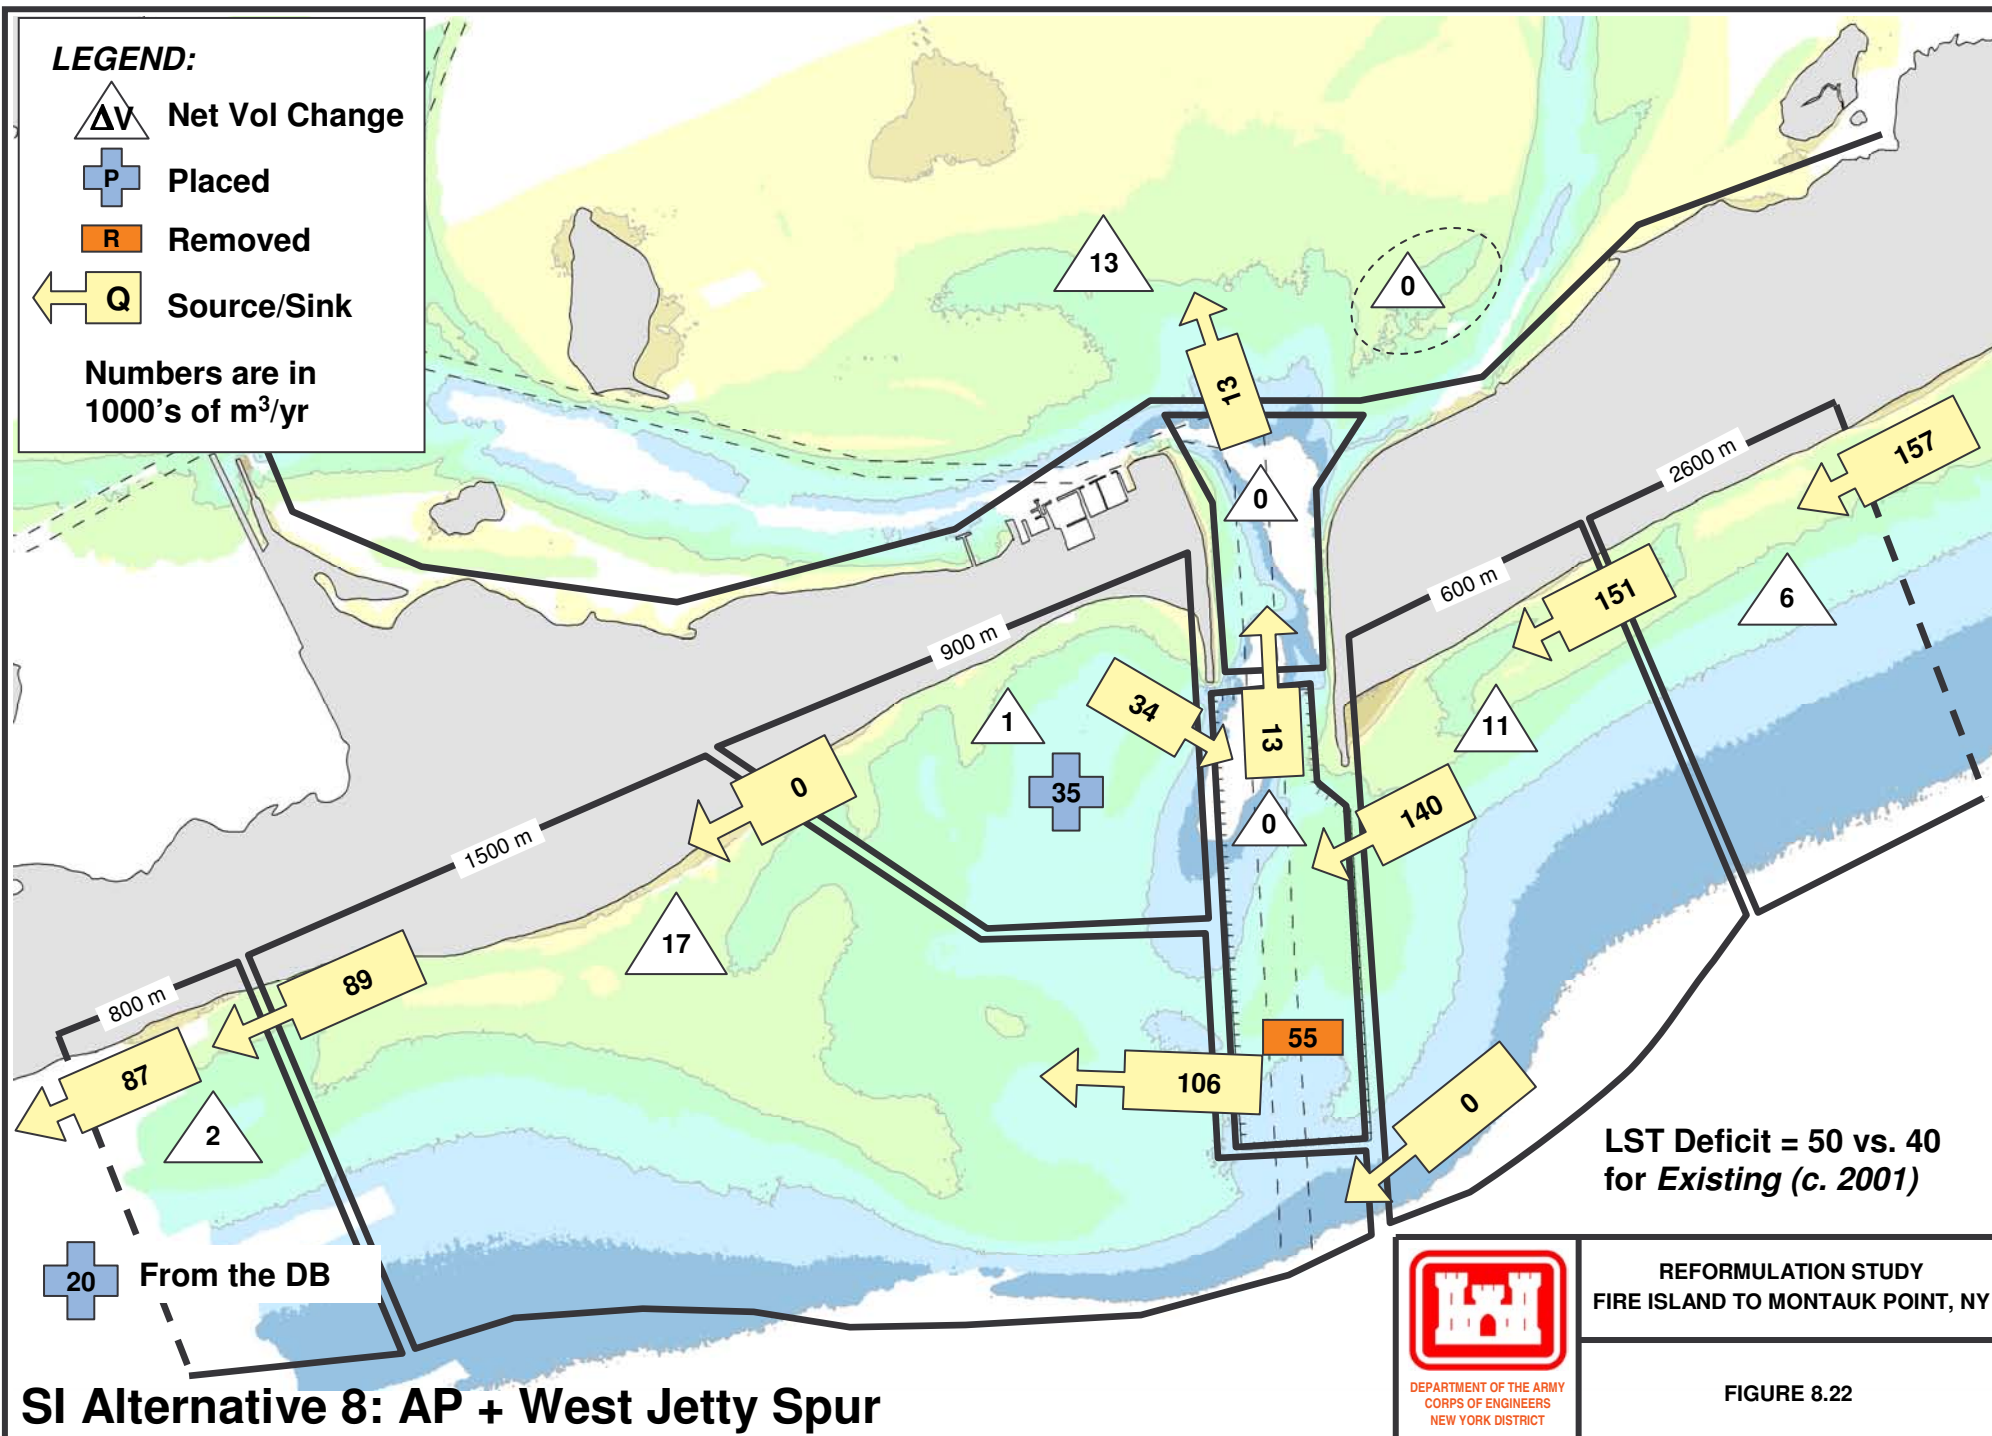 LEGEND:
ΔV Net Vol Change
P Placed
R Removed
Q Source/Sink
Numbers are in
1000's of m³/yr
13
0
13
0
157
2600 m
600 m
151
6
900 m
34
1
13
11
35
0
0
140
1500 m
17
89
800 m
55
87
106
0
2
LST Deficit = 50 vs. 40
for Existing (c. 2001)
20 From the DB
SI Alternative 8: AP + West Jetty Spur
DEPARTMENT OF THE ARMY
CORPS OF ENGINEERS
NEW YORK DISTRICT
REFORMULATION STUDY
FIRE ISLAND TO MONTAUK POINT, NY
FIGURE 8.22